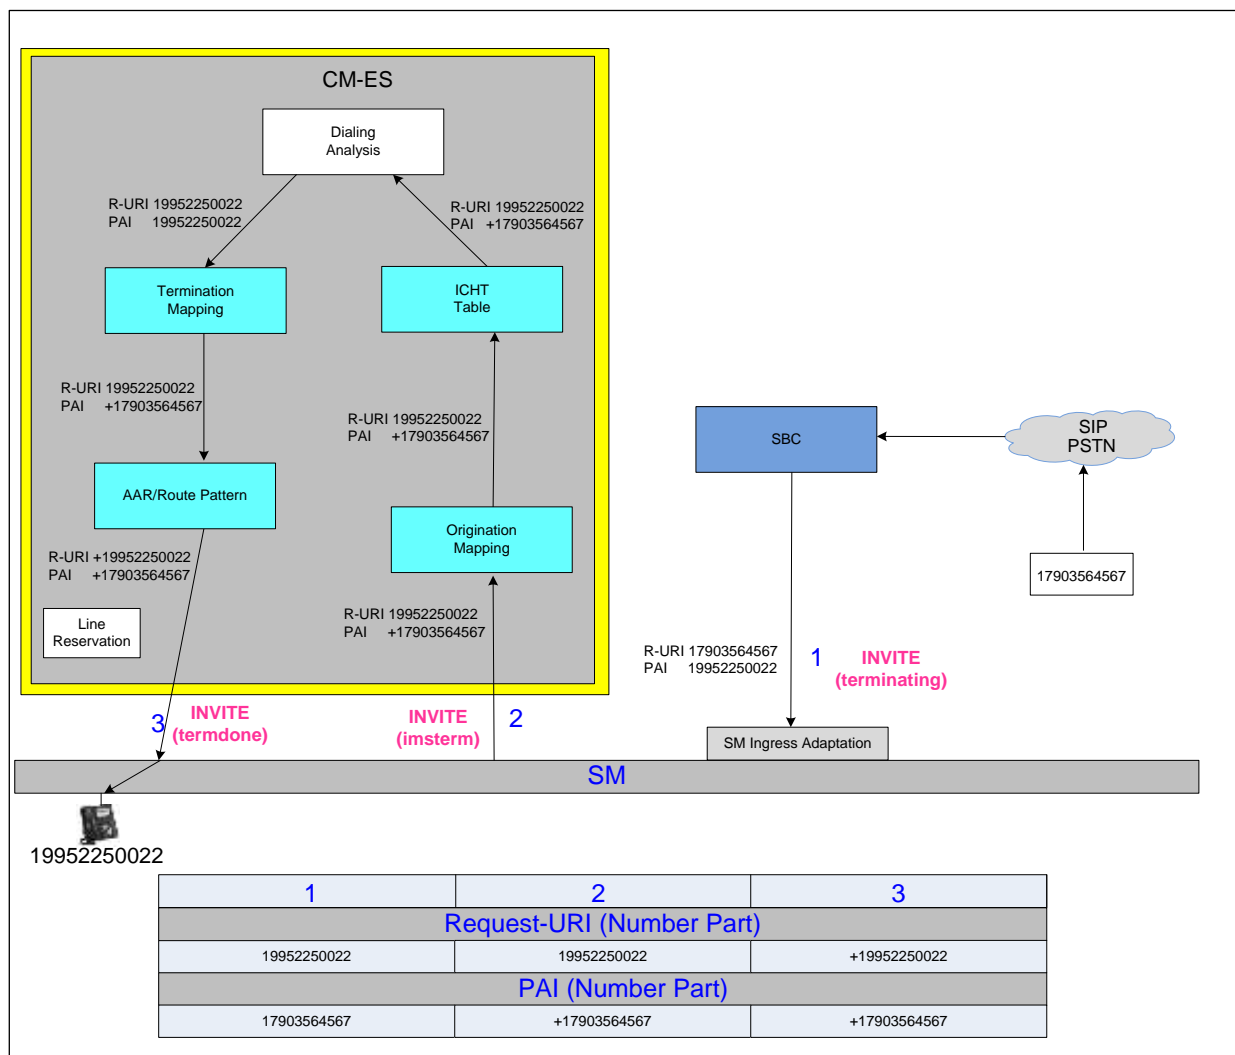 CM-ES
Dialing
Analysis
R-URI 19952250022
PAI 19952250022
R-URI 19952250022
PAI +17903564567
Termination
Mapping
ICHT
Table
R-URI 19952250022
PAI +17903564567
R-URI 19952250022
PAI +17903564567
AAR/Route Pattern
Origination
Mapping
R-URI +19952250022
PAI +17903564567
Line
Reservation
R-URI 19952250022
PAI +17903564567
SBC
SIP
PSTN
17903564567
R-URI 17903564567
PAI 19952250022
1
INVITE
(terminating)
3
INVITE
(termdone)
INVITE
(imsterm)
2
SM Ingress Adaptation
SM
19952250022
1 2 3
Request-URI (Number Part)
19952250022 19952250022 +19952250022
PAI (Number Part)
17903564567 +17903564567 +17903564567